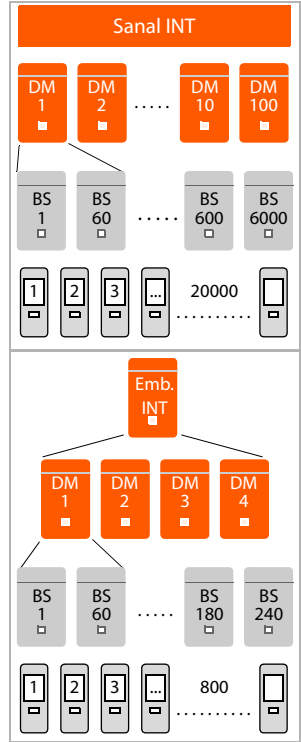 Sanal INT
DM DM DM DM
1 2 ..... 10 100
BS BS BS BS
1 60 ...... 600 6000
1 2 3 ... 20000
...........
Emb.
INT
DM DM DM DM
1 2 3 4
BS BS BS BS
1 60 ..... 180 240
1 2 3 ... 800
...........